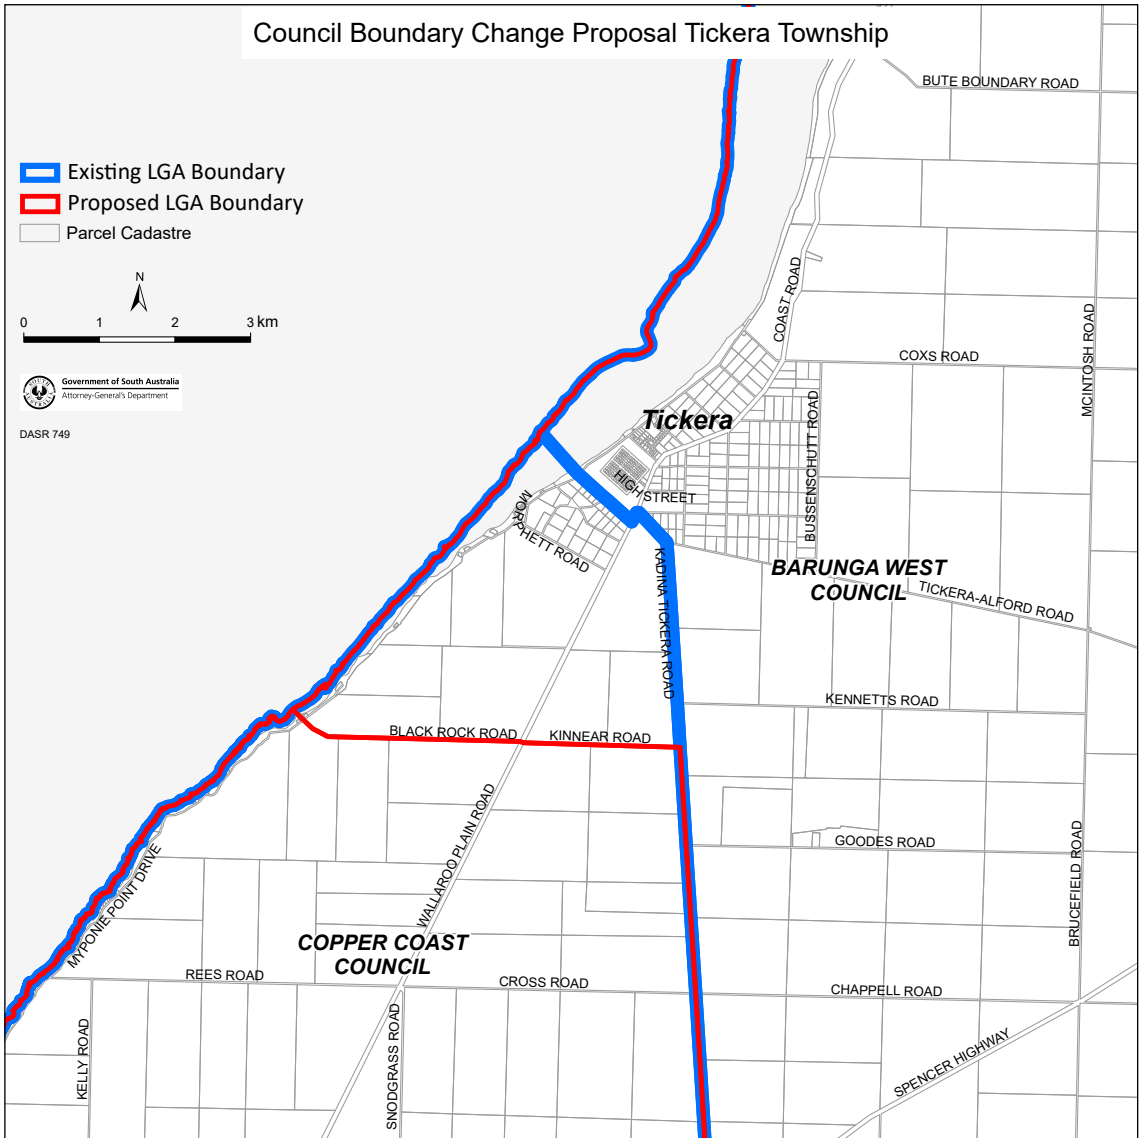 Council Boundary Change Proposal Tickera Township
BUTE BOUNDARY ROAD
Existing LGA Boundary
Proposed LGA Boundary
Parcel Cadastre
N
0 1 2 3 km
Government of South Australia
Attorney-General's Department
DASR 749
COAST ROAD
MCINTOSH ROAD
COXS ROAD
Tickera
BUSSENSCHUTT ROAD
HIGH STREET
MORPHETT ROAD
KADINA TICKERA ROAD
BARUNGA WEST
COUNCIL
TICKERA-ALFORD ROAD
KENNETTS ROAD
BLACK ROCK ROAD
KINNEAR ROAD
WALLAROO PLAIN ROAD
GOODES ROAD
MYPONIE POINT DRIVE
BRUCEFIELD ROAD
COPPER COAST
COUNCIL
REES ROAD
CROSS ROAD
CHAPPELL ROAD
KELLY ROAD
SNODGRASS ROAD
SPENCER HIGHWAY